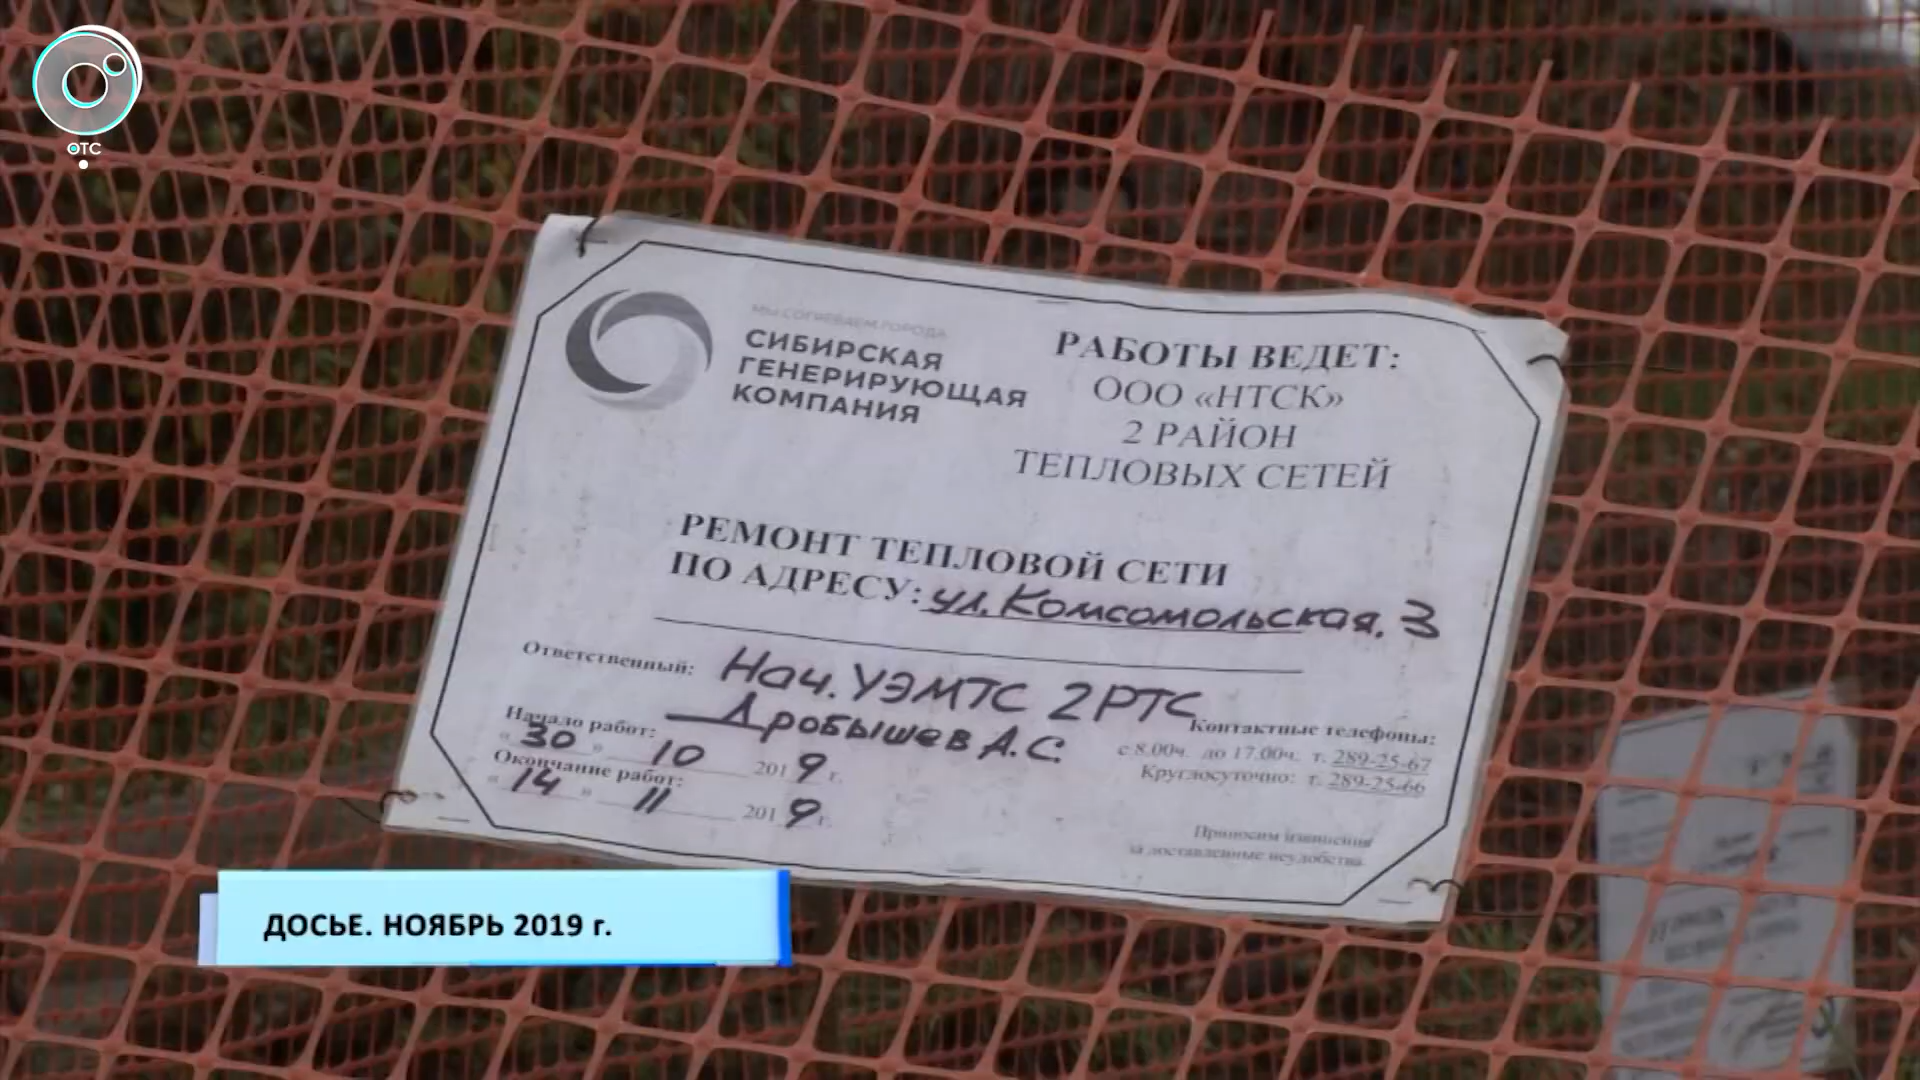 ОТС
МЫ СОГРЕВАЕМ ГОРОДА
СИБИРСКАЯ
ГЕНЕРИРУЮЩАЯ
КОМПАНИЯ
РАБОТЫ ВЕДЕТ:
ООО «НТСК»
2 РАЙОН
ТЕПЛОВЫХ СЕТЕЙ
РЕМОНТ ТЕПЛОВОЙ СЕТИ
ПО АДРЕСУ: ул. Комсомольская, 3
Ответственный: Нач. УЭМТС 2РТС
Дробышев А.С.
Начало работ:
"30" 10 2019 г.
Окончание работ:
"14" 11 2019 г.
Контактные телефоны:
с 8.00ч. до 17.00ч. т. 289-25-67
Круглосуточно: т. 289-25-66
Приносим извинения
за доставленные неудобства.
ДОСЬЕ. НОЯБРЬ 2019 г.